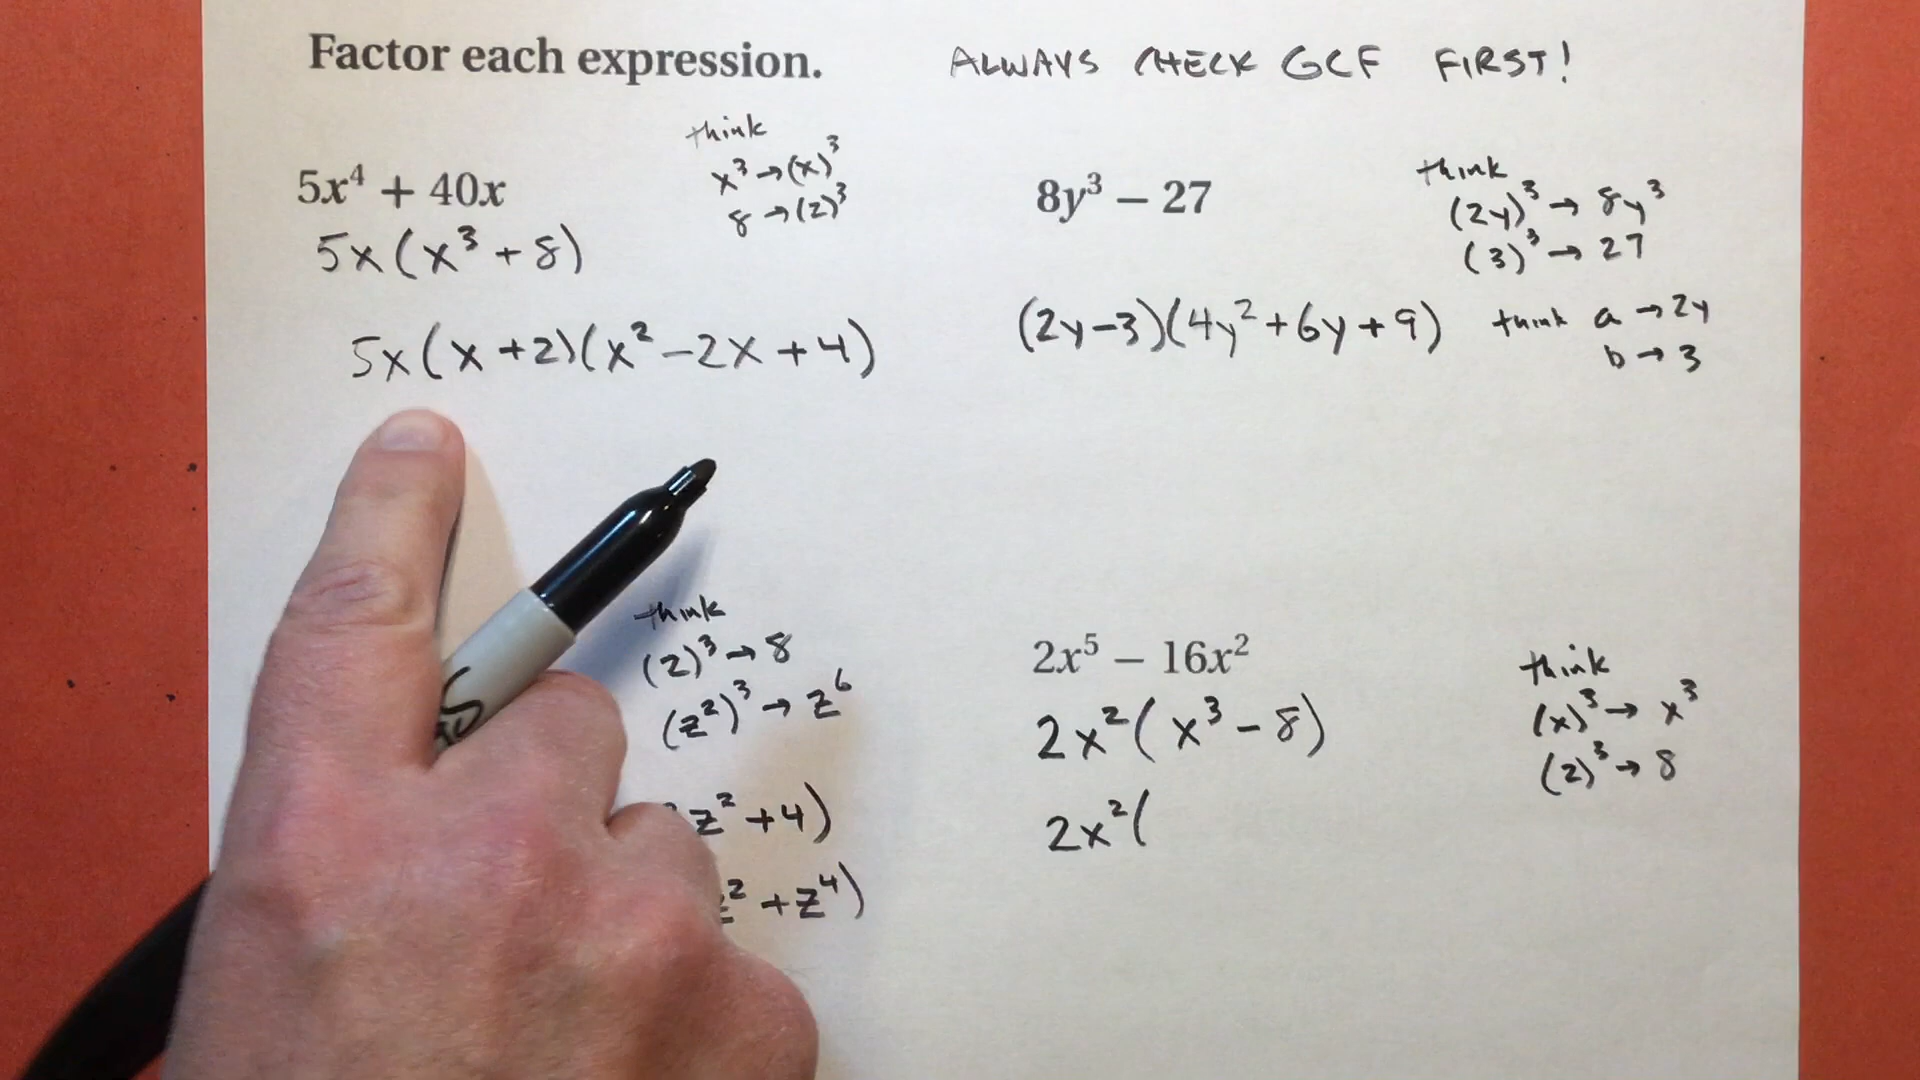 Factor each expression.
ALWAYS CHECK GCF FIRST!
5x⁴ + 40x
think
x³ → (x)³
8 → (2)³
5x(x³ + 8)
5x(x + 2)(x² - 2x + 4)
8y³ – 27
think
(2y)³ → 8y³
(3)³ → 27
(2y-3)(4y² + 6y + 9)
think a → 2y
b → 3
think
(2)³ → 8
(z²)³ → z⁶
z² + 4)
z² + z⁴)
2x⁵ – 16x²
think
(x)³ → x³
(2)³ → 8
2x²(x³ - 8)
2x²(